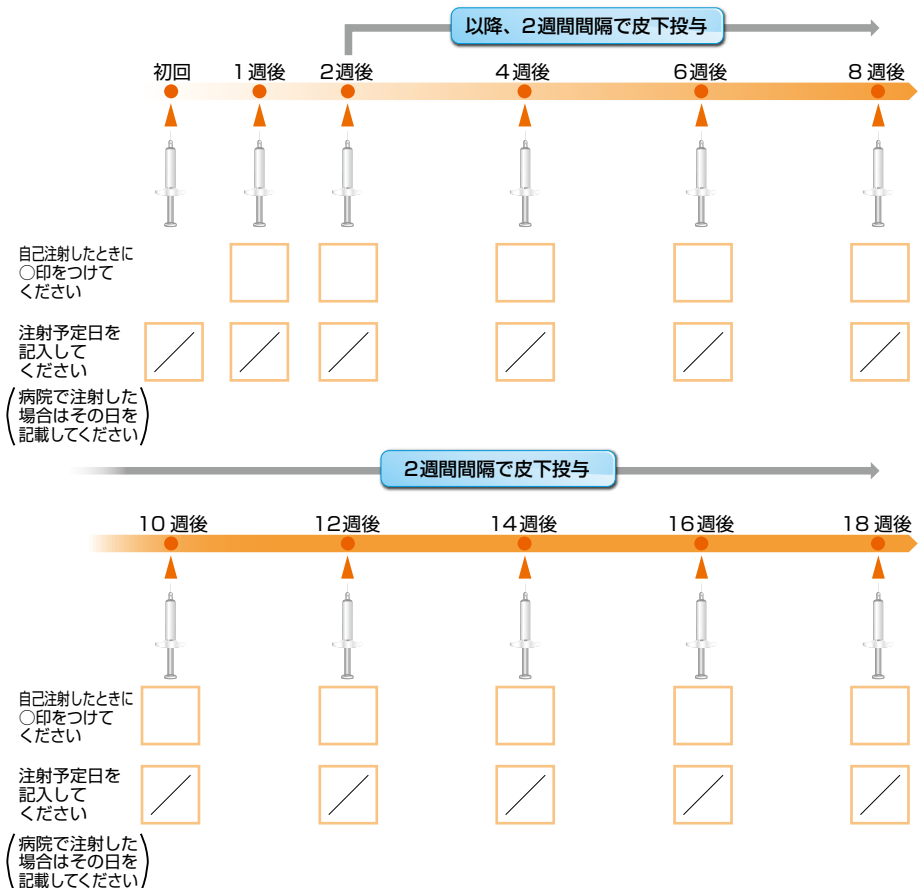 以降、2週間間隔で皮下投与
初回 1週後 2週後 4週後 6週後 8週後
自己注射したときに
○印をつけて
ください
注射予定日を
記入して
ください
(病院で注射した
場合はその日を
記載してください)
2週間間隔で皮下投与
10週後 12週後 14週後 16週後 18週後
自己注射したときに
○印をつけて
ください
注射予定日を
記入して
ください
(病院で注射した
場合はその日を
記載してください)